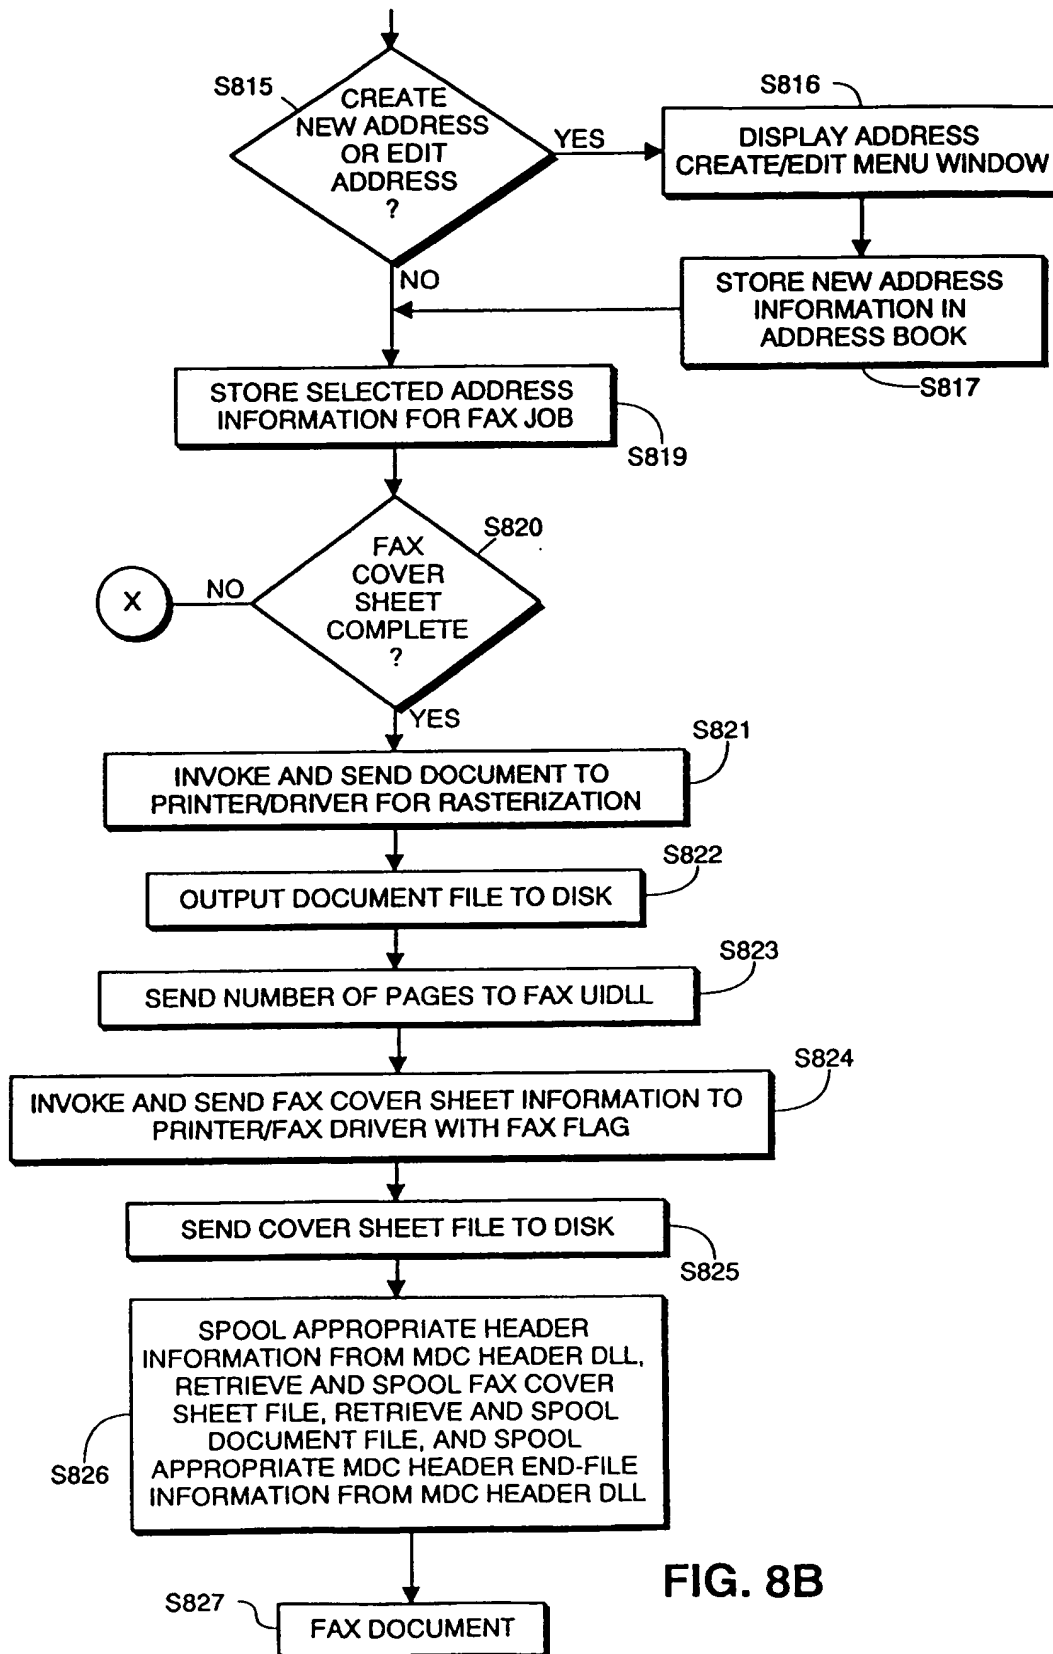 S815
CREATE
NEW ADDRESS
OR EDIT
ADDRESS
?
YES
S816
DISPLAY ADDRESS
CREATE/EDIT MENU WINDOW
NO
STORE NEW ADDRESS
INFORMATION IN
ADDRESS BOOK
S817
STORE SELECTED ADDRESS
INFORMATION FOR FAX JOB
S819
S820
FAX
COVER
SHEET
COMPLETE
?
NO
X
YES
S821
INVOKE AND SEND DOCUMENT TO
PRINTER/DRIVER FOR RASTERIZATION
S822
OUTPUT DOCUMENT FILE TO DISK
S823
SEND NUMBER OF PAGES TO FAX UIDLL
S824
INVOKE AND SEND FAX COVER SHEET INFORMATION TO
PRINTER/FAX DRIVER WITH FAX FLAG
SEND COVER SHEET FILE TO DISK
S825
SPOOL APPROPRIATE HEADER
INFORMATION FROM MDC HEADER DLL,
RETRIEVE AND SPOOL FAX COVER
SHEET FILE, RETRIEVE AND SPOOL
DOCUMENT FILE, AND SPOOL
APPROPRIATE MDC HEADER END-FILE
INFORMATION FROM MDC HEADER DLL
S826
S827
FAX DOCUMENT
FIG. 8B